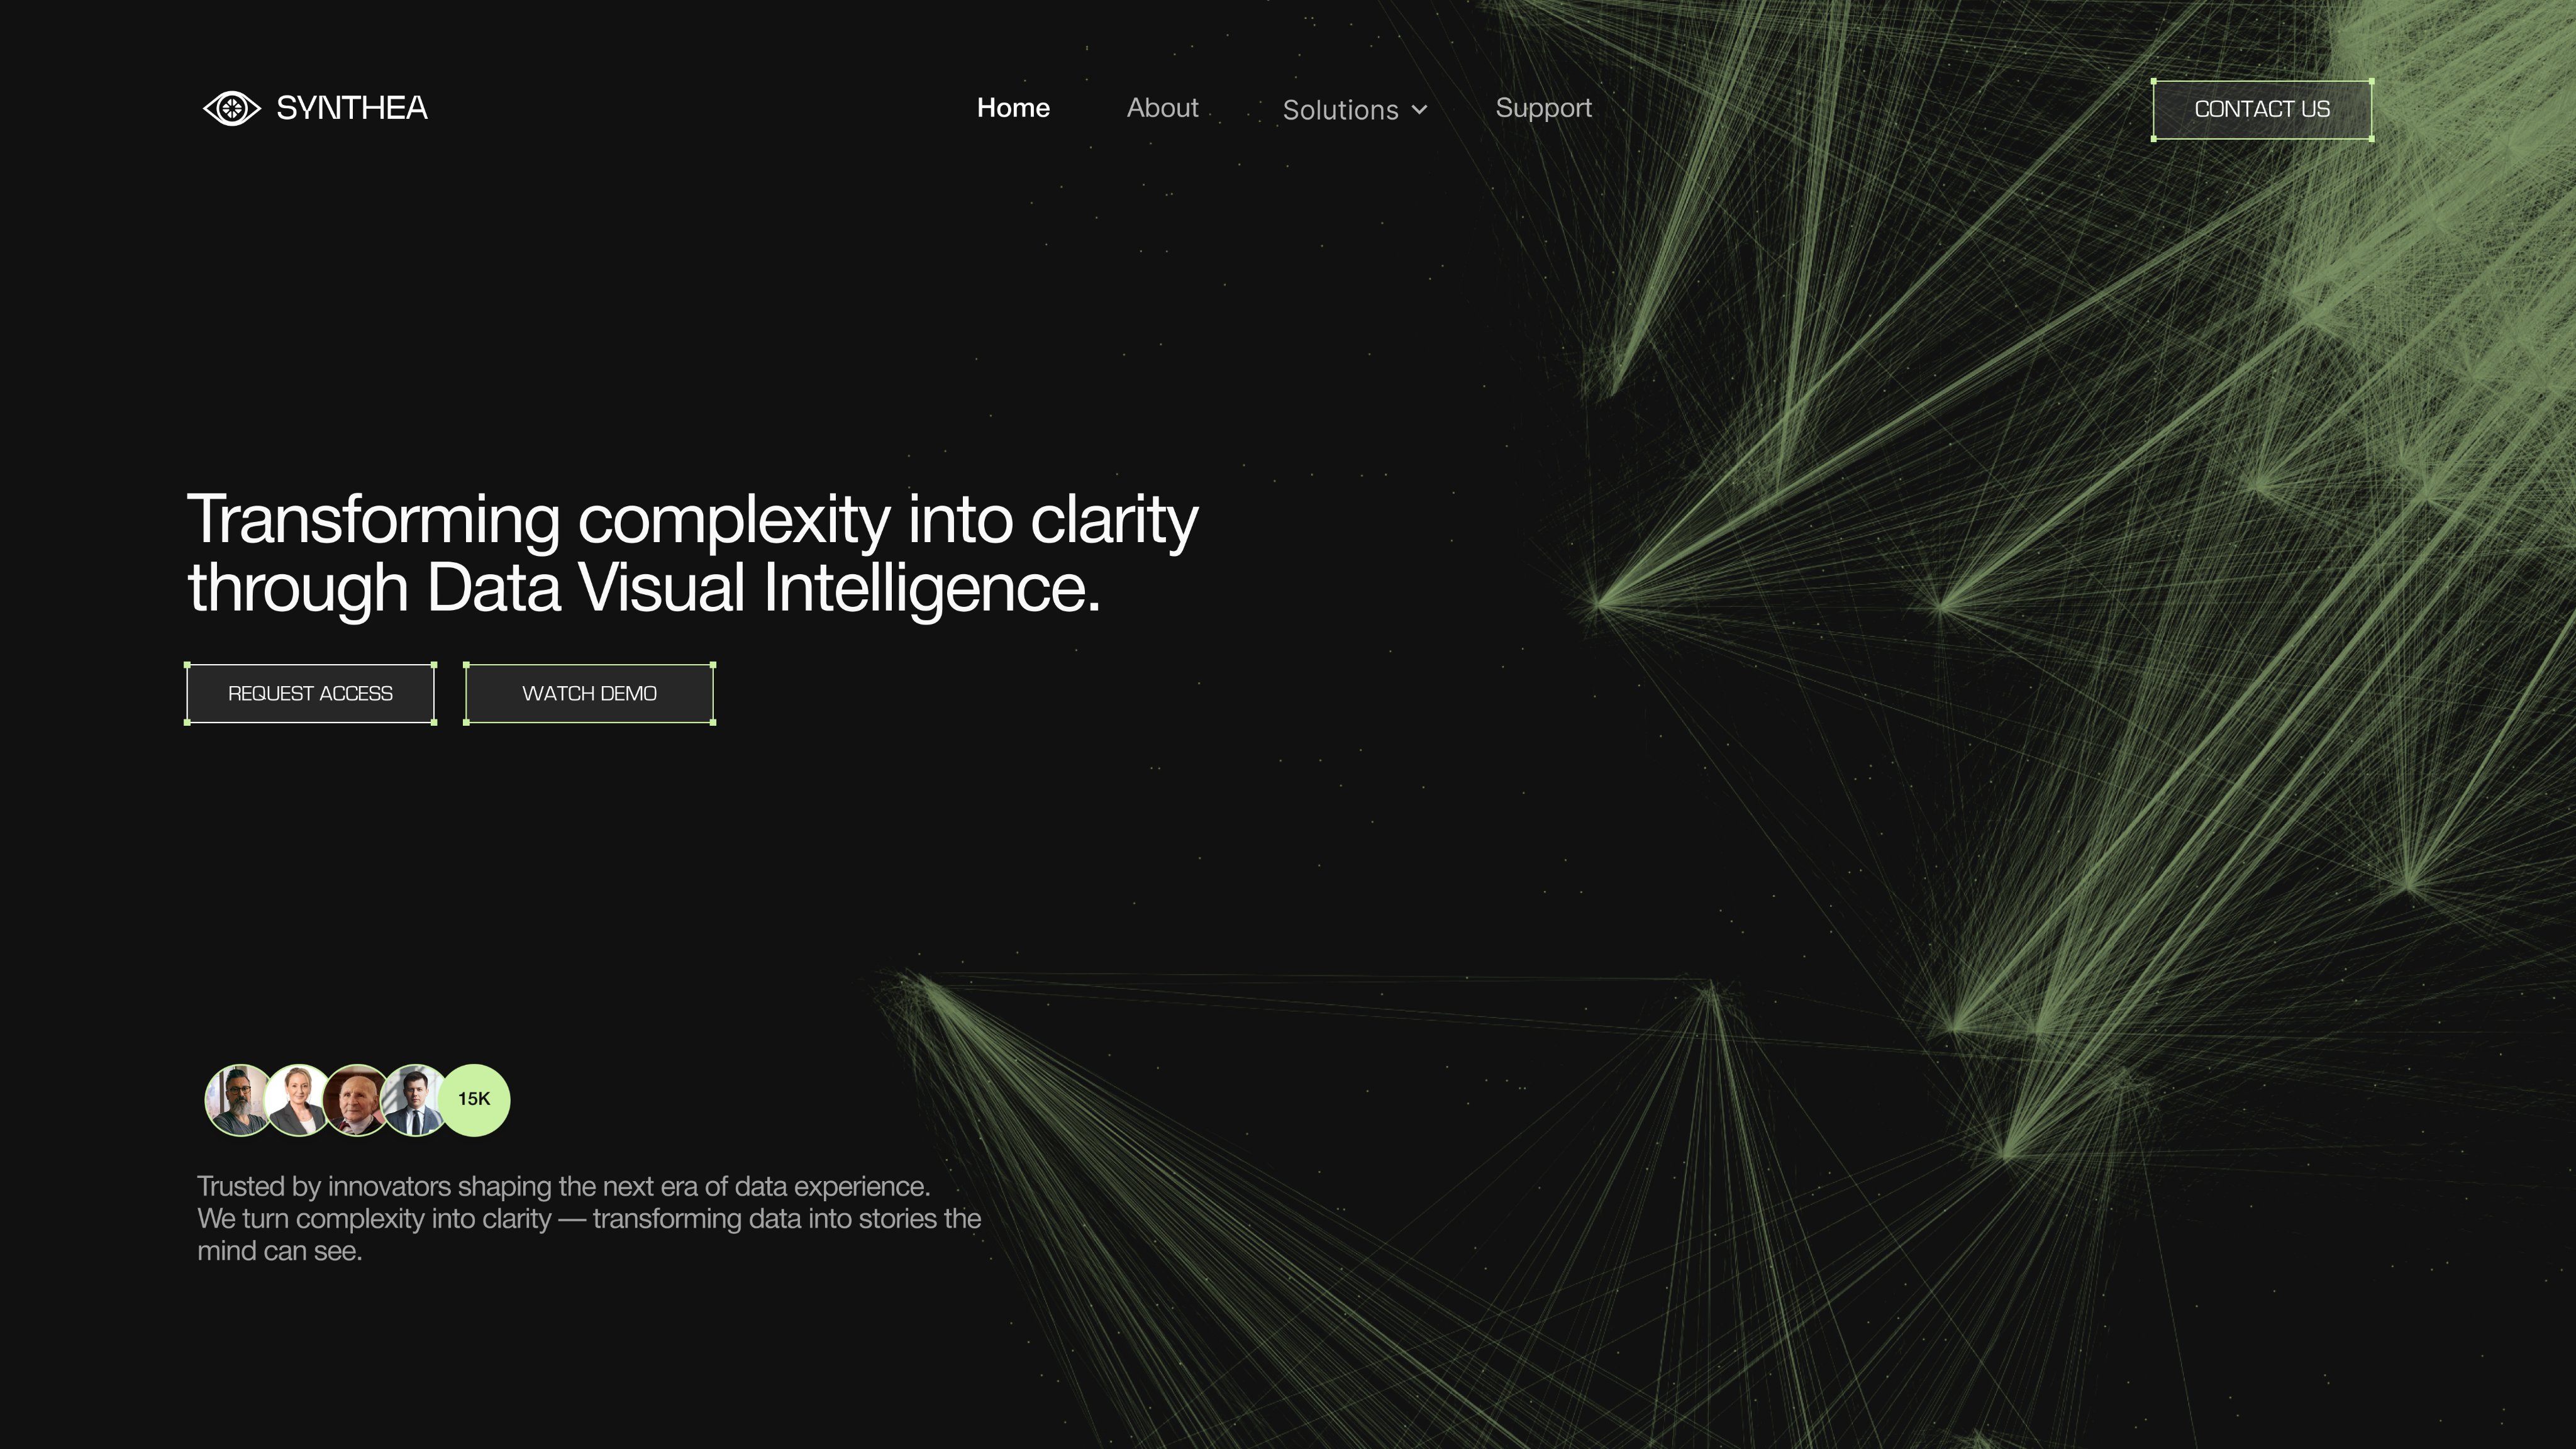 SYNTHEA
Home
About
Solutions
Support
CONTACT US
Transforming complexity into clarity
through Data Visual Intelligence.
REQUEST ACCESS
WATCH DEMO
15K
Trusted by innovators shaping the next era of data experience.
We turn complexity into clarity — transforming data into stories the
mind can see.